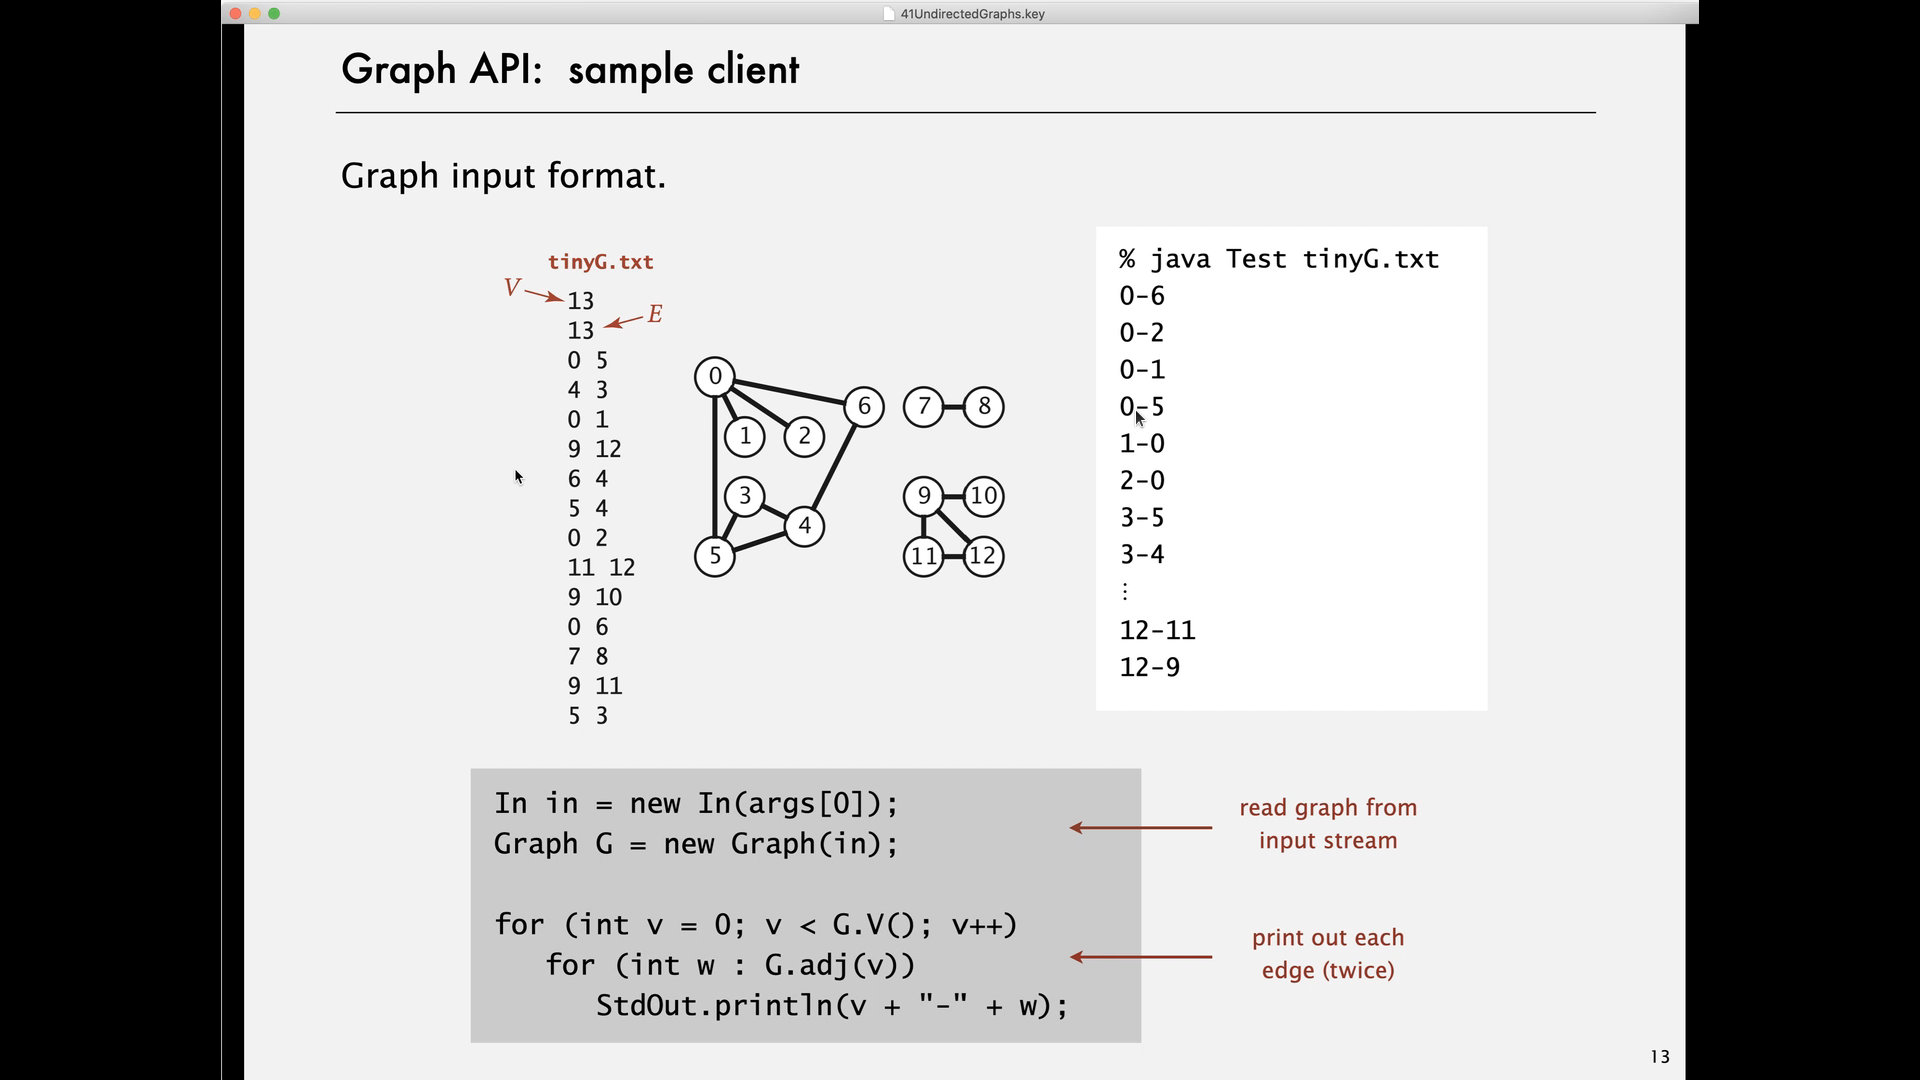 41UndirectedGraphs.key
Graph API:  sample client
Graph input format.
tinyG.txt
V
13
13
E
0 5
4 3
0 1
9 12
6 4
5 4
0 2
11 12
9 10
0 6
7 8
9 11
5 3
0
6
7
8
1
2
3
9
10
4
5
11
12
% java Test tinyG.txt
0-6
0-2
0-1
0-5
1-0
2-0
3-5
3-4
⋮
12-11
12-9
In in = new In(args[0]);
Graph G = new Graph(in);
for (int v = 0; v < G.V(); v++)
   for (int w : G.adj(v))
      StdOut.println(v + "-" + w);
read graph from
input stream
print out each
edge (twice)
13